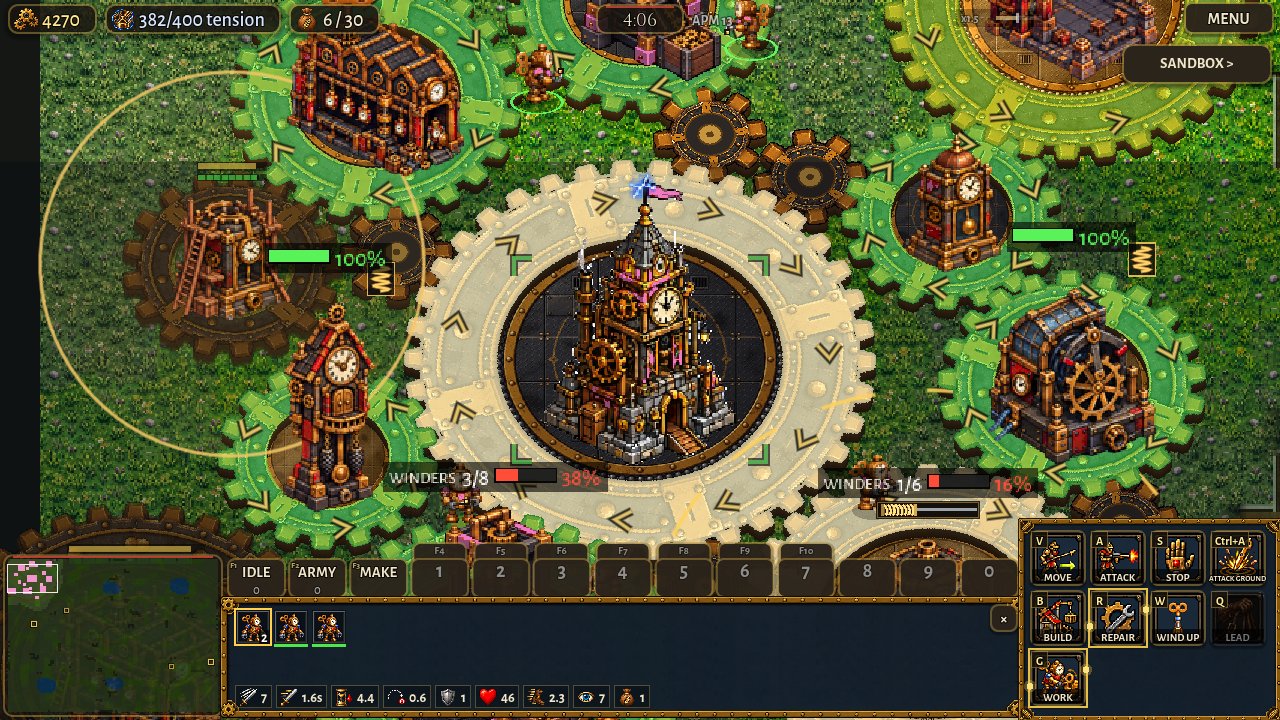 4270
382/400 tension
6/30
4:06
APM 13
x1.5
MENU
SANDBOX >
100%
100%
WINDERS 3/8
38%
WINDERS 1/6
16%
F1 IDLE 0
F2 ARMY 0
MAKE
F4 1
F5 2
F6 3
F7 4
F8 5
F9 6
F10 7
8
9
0
2
×
7
1.6s
4.4
0.6
1
46
2.3
7
1
V MOVE
A ATTACK
S STOP
Ctrl+A ATTACK GROUND
B BUILD
R REPAIR
W WIND UP
Q LEAD
G WORK